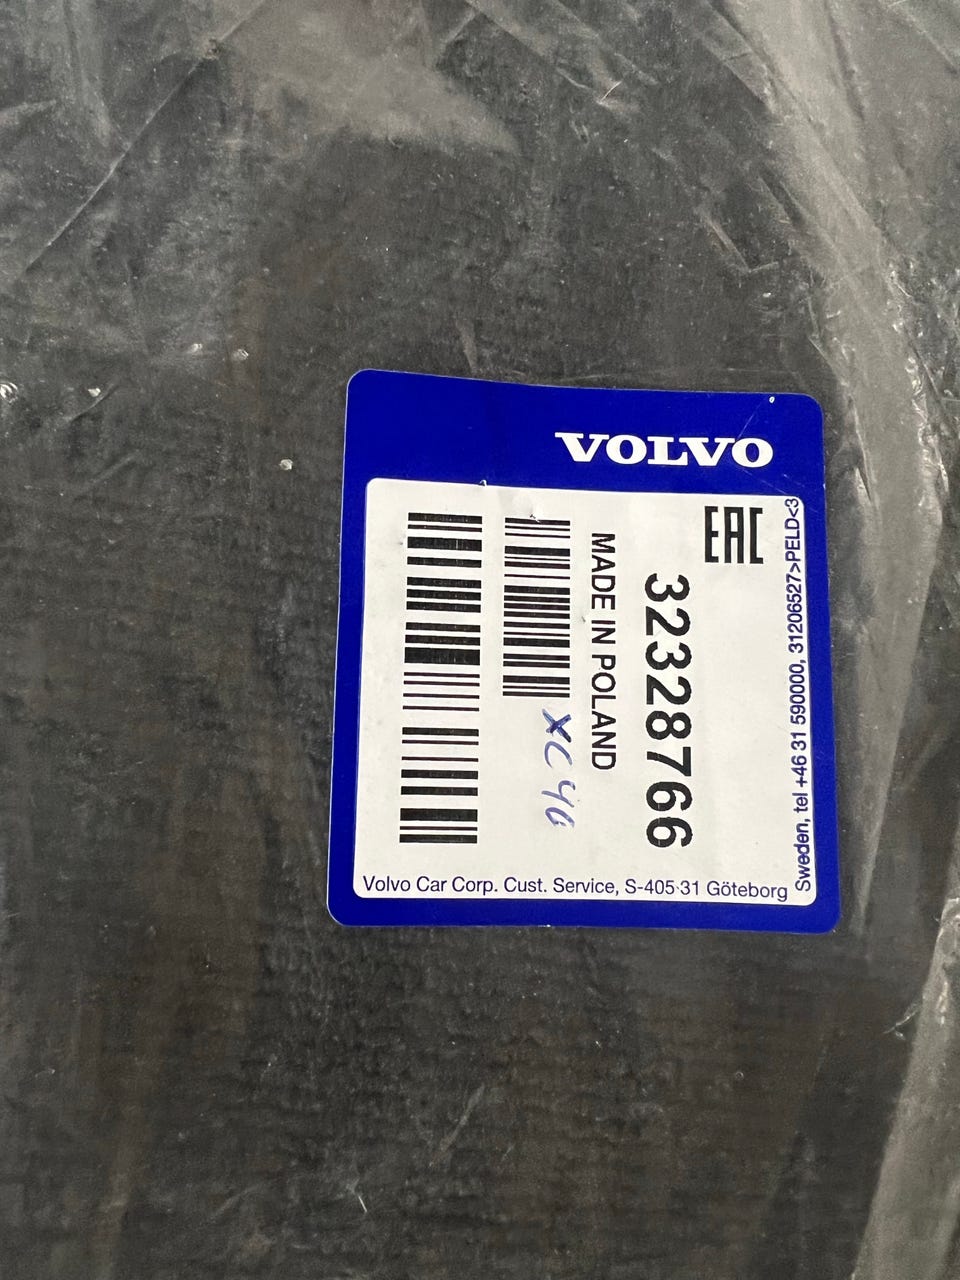 VOLVO
EAC
32328766
MADE IN POLAND
XC 40
Volvo Car Corp. Cust. Service, S-405 31 Göteborg
Sweden, tel +46 31 590000, 31206527>PELD<3